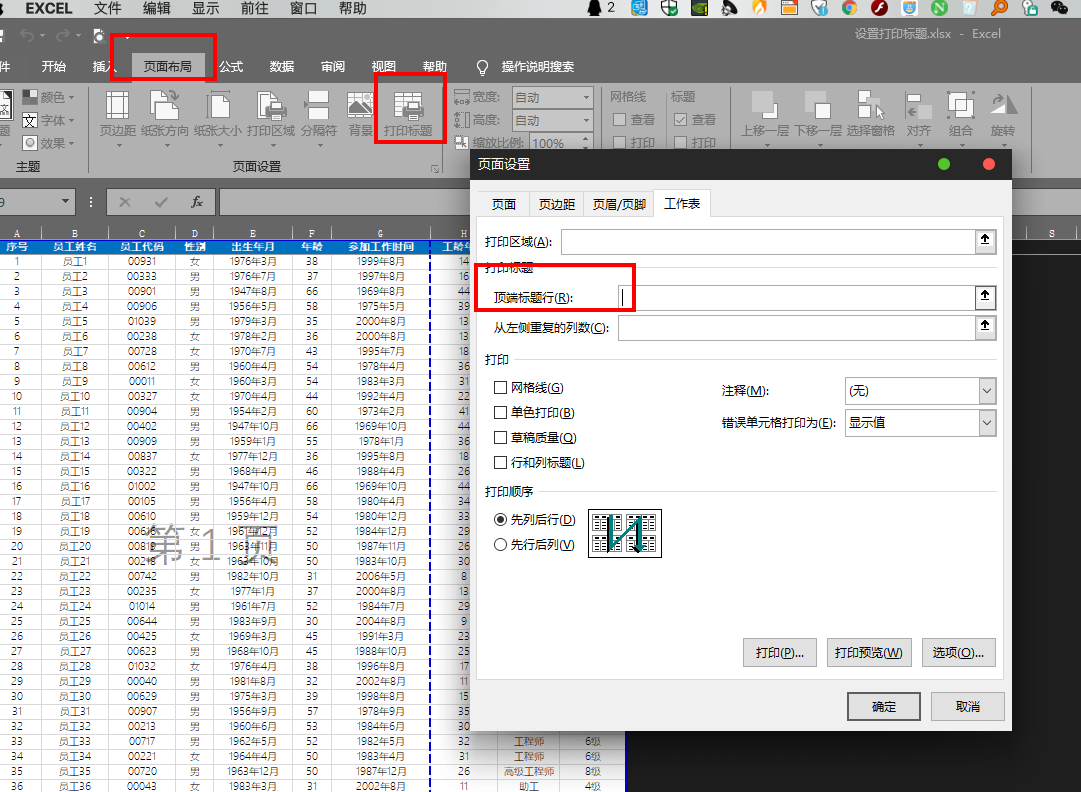 EXCEL 文件 编辑 显示 前往 窗口 帮助 2
设置打印标题.xlsx - Excel
件 开始 插入 页面布局 公式 数据 审阅 视图 帮助 操作说明搜索
颜色 字体 效果 主题
页边距 纸张方向 纸张大小 打印区域 分隔符 背景 打印标题
页面设置
宽度: 自动
高度: 自动
缩放比例: 100%
网格线 标题
查看 查看
打印 打印
上移一层 下移一层 选择窗格 对齐 组合 旋转
9 fx
A B C D E F G H S
序号 员工姓名 员工代码 性别 出生年月 年龄 参加工作时间 工龄
1 员工1 00931 女 1976年3月 38 1999年8月 14
2 员工2 00333 男 1976年7月 37 1997年8月 16
3 员工3 00901 男 1947年8月 66 1969年8月 44
4 员工4 00906 男 1956年5月 58 1975年5月 39
5 员工5 01039 男 1979年3月 35 2000年8月 13
6 员工6 00238 女 1978年2月 36 2000年8月 13
7 员工7 00728 女 1970年7月 43 1995年7月 18
8 员工8 00612 男 1960年4月 54 1978年4月 36
9 员工9 00011 女 1960年4月 54 1983年3月 31
10 员工10 00327 女 1970年4月 44 1992年4月 22
11 员工11 00904 男 1954年2月 60 1973年2月 41
12 员工12 00402 男 1947年10月 66 1969年10月 44
13 员工13 00909 男 1959年1月 55 1978年1月 36
14 员工14 00837 女 1977年12月 36 1995年8月 18
15 员工15 00322 男 1968年4月 46 1988年4月 26
16 员工16 01002 男 1947年10月 66 1969年10月 44
17 员工17 00105 男 1956年4月 58 1980年4月 34
18 员工18 00610 男 1959年12月 54 1980年12月 33
19 员工19 女 1961年12月 52 1984年12月 29
20 员工20 男 1963年11月 50 1987年11月 26
21 员工21 女 1963年10月 50 1983年10月 30
第 1 页
22 员工22 00742 男 1982年10月 31 2006年5月 8
23 员工23 00235 女 1977年1月 37 2000年8月 13
24 员工24 01014 男 1961年7月 52 1984年7月 29
25 员工25 00644 男 1983年9月 30 2004年8月 9
26 员工26 00425 女 1969年3月 45 1991年3月 23
27 员工27 00623 男 1968年10月 45 1988年10月 25
28 员工28 01032 女 1976年4月 38 1996年8月 17
29 员工29 00040 男 1981年8月 32 2002年8月 11
30 员工30 00629 男 1975年3月 39 1998年8月 15
31 员工31 00907 男 1956年9月 57 1978年9月 35
32 员工32 00213 男 1960年6月 53 1984年6月 30
33 员工33 00717 男 1962年5月 52 1982年5月 32 工程师 6级
34 员工34 00221 女 1964年4月 50 1983年4月 31 工程师 6级
35 员工35 00720 男 1963年12月 50 1987年12月 26 高级工程师 8级
36 员工36 00043 女 1983年3月 31 2002年8月 11 助工 4级
页面设置
页面 页边距 页眉/页脚 工作表
打印区域(A):
打印标题
顶端标题行(R):
从左侧重复的列数(C):
打印
网格线(G)
单色打印(B)
草稿质量(Q)
行和列标题(L)
注释(M): (无)
错误单元格打印为(E): 显示值
打印顺序
先列后行(D)
先行后列(V)
打印(P)... 打印预览(W) 选项(O)...
确定 取消